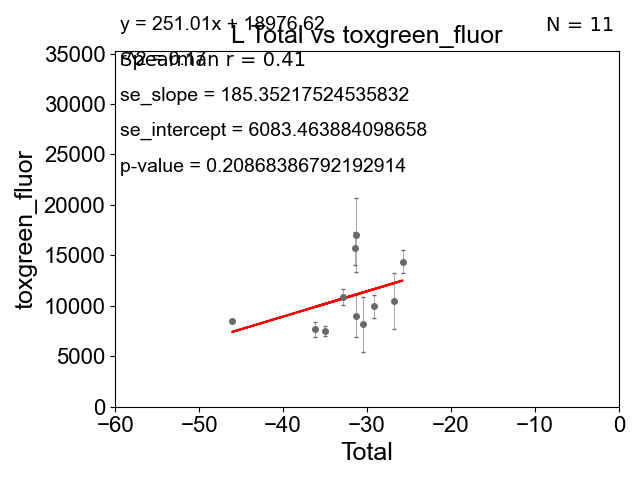 y = 251.01x + 18976.62
N = 11
L Total vs toxgreen_fluor
Spearman r = 0.41
se_slope = 185.35217524535832
se_intercept = 6083.463884098658
p-value = 0.20868386792192914
35000
30000
25000
20000
15000
10000
5000
0
toxgreen_fluor
−60
−50
−40
−30
−20
−10
0
Total